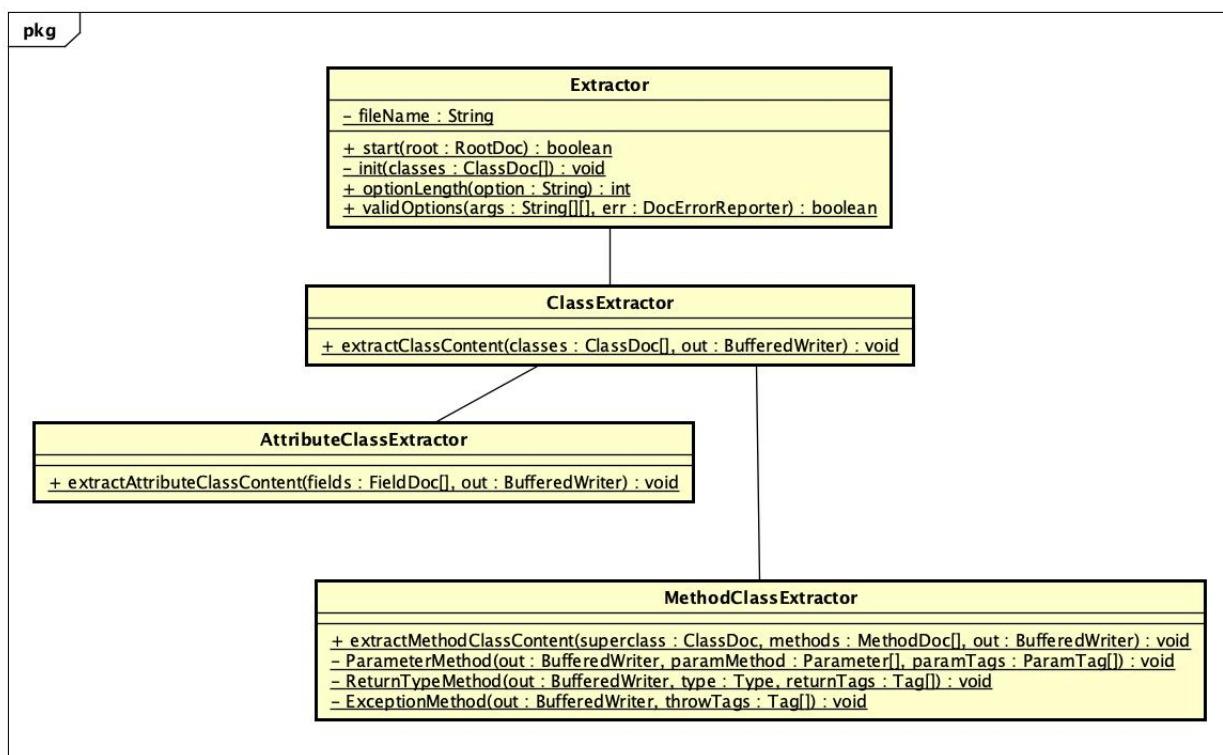 pkg
Extractor
- fileName : String
+ start(root : RootDoc) : boolean
- init(classes : ClassDoc[]) : void
+ optionLength(option : String) : int
+ validOptions(args : String[][], err : DocErrorReporter) : boolean
ClassExtractor
+ extractClassContent(classes : ClassDoc[], out : BufferedWriter) : void
AttributeClassExtractor
+ extractAttributeClassContent(fields : FieldDoc[], out : BufferedWriter) : void
MethodClassExtractor
+ extractMethodClassContent(superclass : ClassDoc, methods : MethodDoc[], out : BufferedWriter) : void
- ParameterMethod(out : BufferedWriter, paramMethod : Parameter[], paramTags : ParamTag[]) : void
- ReturnTypeMethod(out : BufferedWriter, type : Type, returnTags : Tag[]) : void
- ExceptionMethod(out : BufferedWriter, throwTags : Tag[]) : void